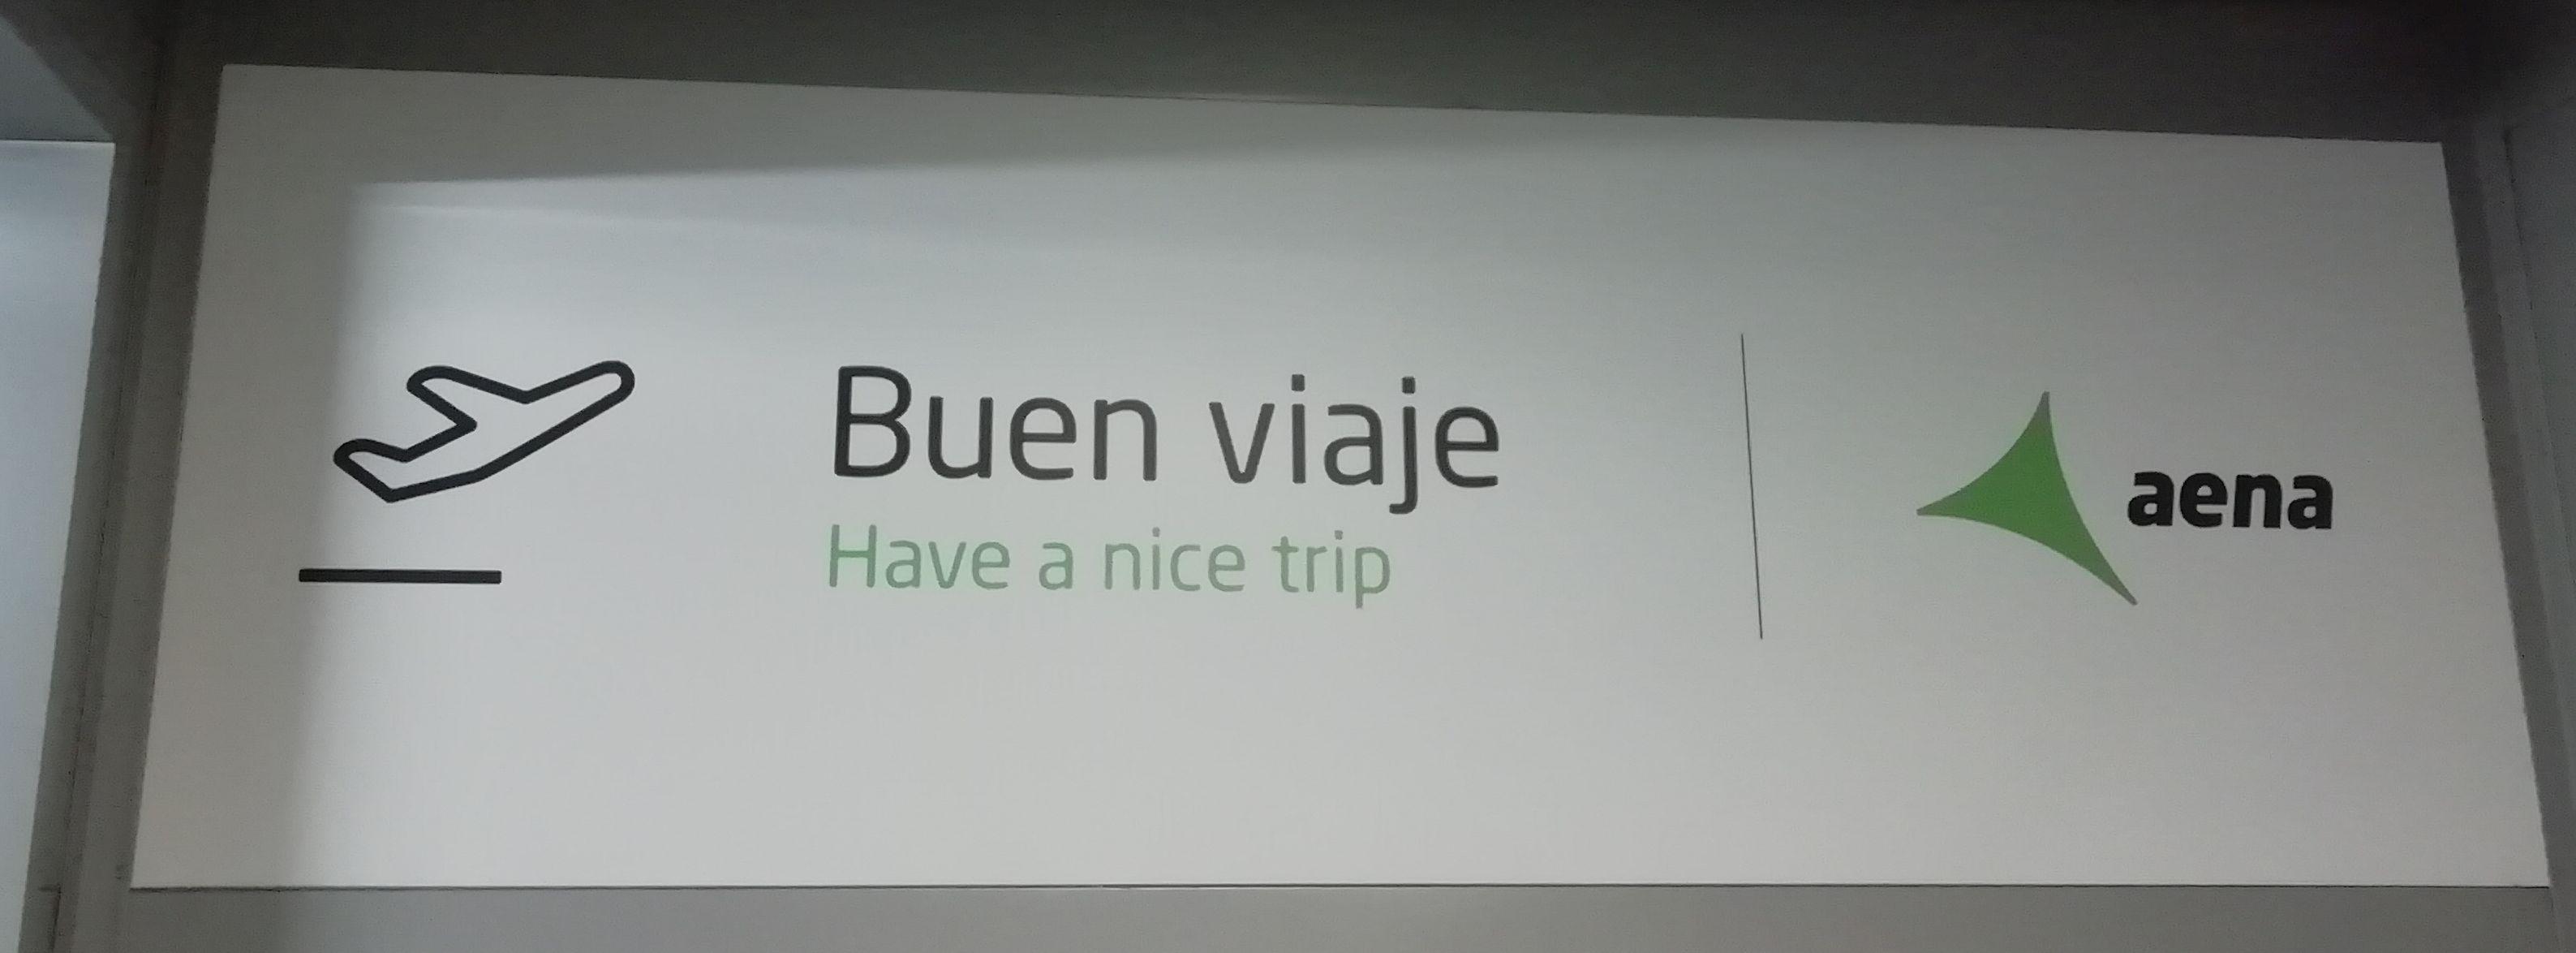 Buen viaje
Have a nice trip
aena